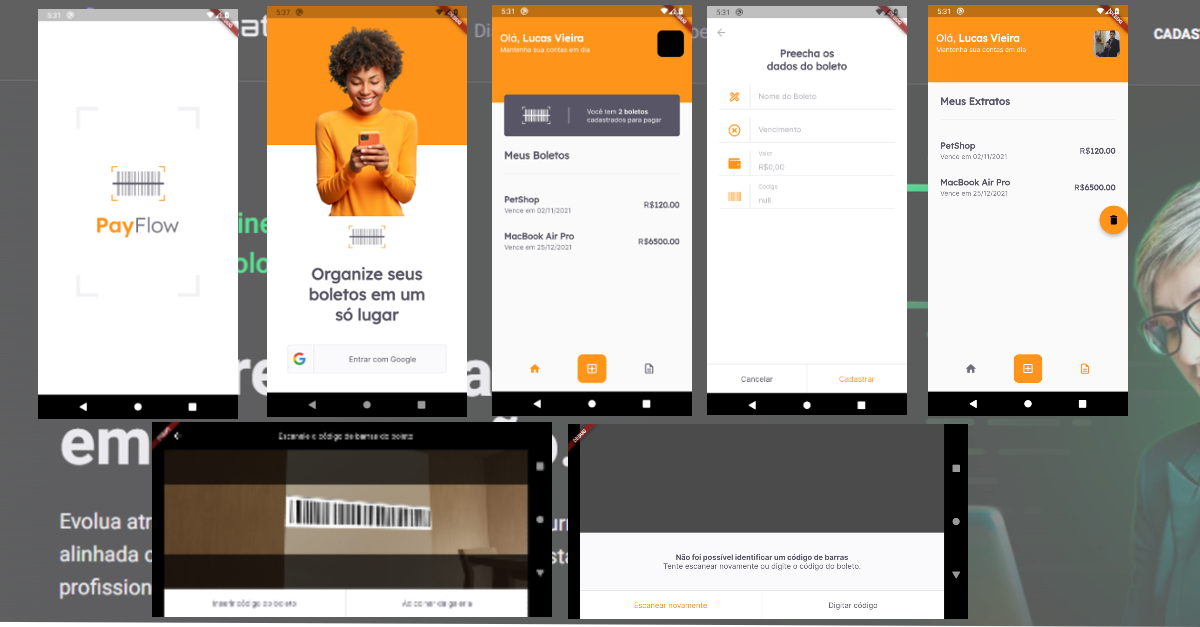 5:31
PayFlow
5:37
Organize seus
boletos em um
só lugar
Entrar com Google
5:31
Olá, Lucas Vieira
Mantenha sua contas em dia
Você tem 2 boletos
cadastrados para pagar
Meus Boletos
PetShop
Vence em 02/11/2021
R$120.00
MacBook Air Pro
Vence em 25/12/2021
R$6500.00
5:31
Preecha os
dados do boleto
Nome do Boleto
Vencimento
Valor
R$0,00
Código
null
Cancelar
Cadastrar
5:31
Olá, Lucas Vieira
Mantenha sua contas em dia
Meus Extratos
PetShop
Vence em 02/11/2021
R$120.00
MacBook Air Pro
Vence em 25/12/2021
R$6500.00
CADAS
em
Evolua
alinhada
profission
Escaneie o código de barras do boleto
Inserir código do boleto
Adicionar da galeria
Não foi possível identificar um código de barras
Tente escanear novamente ou digite o código do boleto.
Escanear novamente
Digitar código